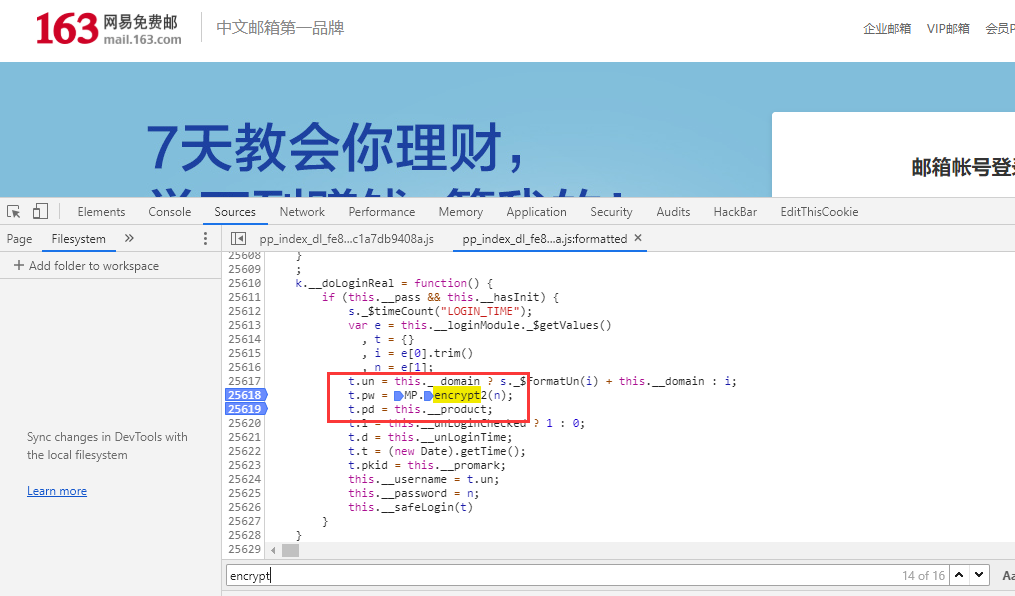 163 网易免费邮 mail.163.com 中文邮箱第一品牌 企业邮箱 VIP邮箱 会员P
7天教会你理财，
邮箱帐号登录
Elements Console Sources Network Performance Memory Application Security Audits HackBar EditThisCookie
Page Filesystem » pp_index_dl_fe8...c1a7db9408a.js pp_index_dl_fe8...a.js:formatted ×
+ Add folder to workspace
25608 }
25609 ;
25610 k.__doLoginReal = function() {
25611 if (this.__pass && this.__hasInit) {
25612 s._$timeCount("LOGIN_TIME");
25613 var e = this.__loginModule._$getValues()
25614 , t = {}
25615 , i = e[0].trim()
25616 , n = e[1];
25617 t.un = this.__domain ? s._$formatUn(i) + this.__domain : i;
25618 t.pw = MP.encrypt2(n);
25619 t.pd = this.__product;
25620 t.l = this.__unLoginChecked ? 1 : 0;
25621 t.d = this.__unLoginTime;
25622 t.t = (new Date).getTime();
25623 t.pkid = this.__promark;
25624 this.__username = t.un;
25625 this.__password = n;
25626 this.__safeLogin(t)
25627 }
25628 }
25629
Sync changes in DevTools with
the local filesystem
Learn more
encrypt 14 of 16 Aa